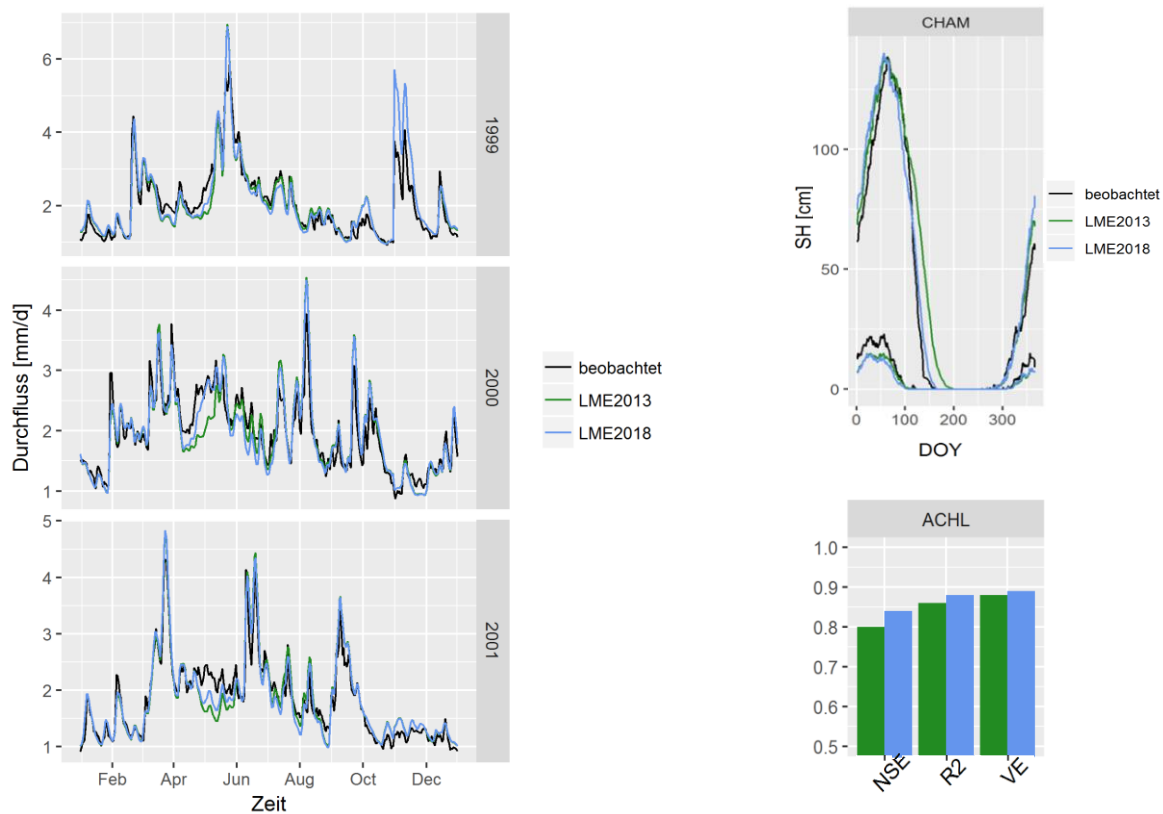 6
4
2
1999
4
3
2
1
2000
5
4
3
2
1
2001
Feb Apr Jun Aug Oct Dec
Zeit
Durchfluss [mm/d]
beobachtet
LME2013
LME2018
CHAM
100
50
0
SH [cm]
0 100 200 300
DOY
beobachtet
LME2013
LME2018
ACHL
1.0
0.9
0.8
0.7
0.6
0.5
NSE R2 VE